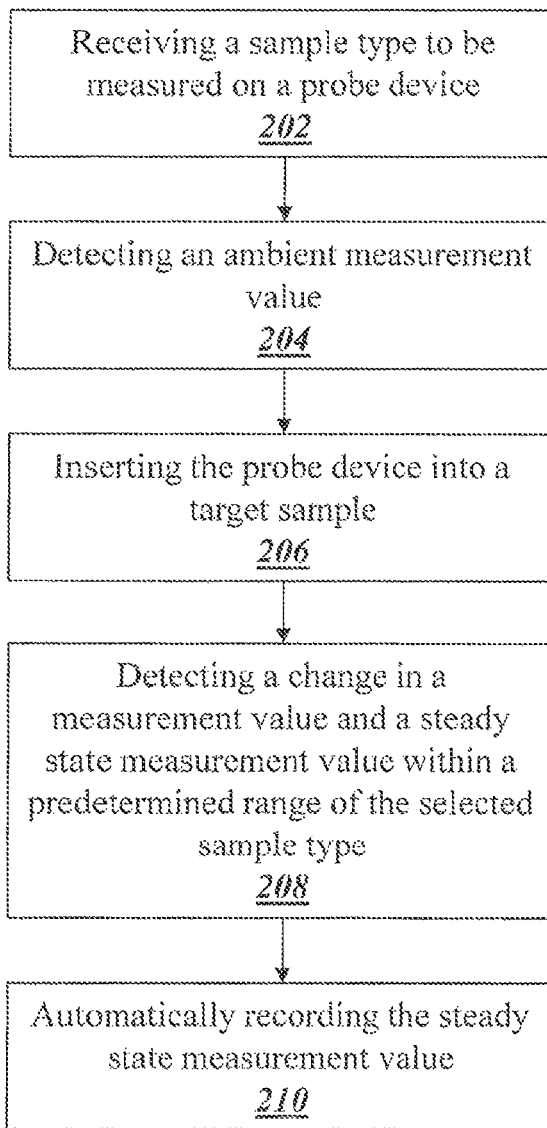 Receiving a sample type to be
measured on a probe device
202
Detecting an ambient measurement
value
204
Inserting the probe device into a
target sample
206
Detecting a change in a
measurement value and a steady
state measurement value within a
predetermined range of the selected
sample type
208
Automatically recording the steady
state measurement value
210